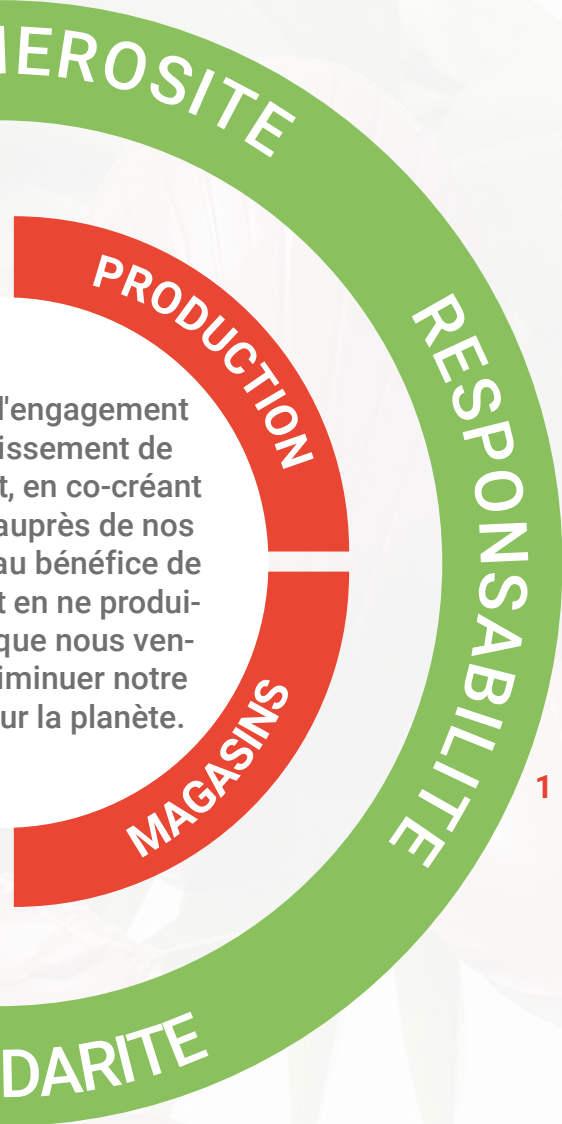 NEROSITE
PRODUCTION
RESPONSABILITE
l'engagement
issement de
t, en co-créant
auprès de nos
au bénéfice de
t en ne produi-
que nous ven-
iminuer notre
ur la planète.
MAGASINS
1
DARITE